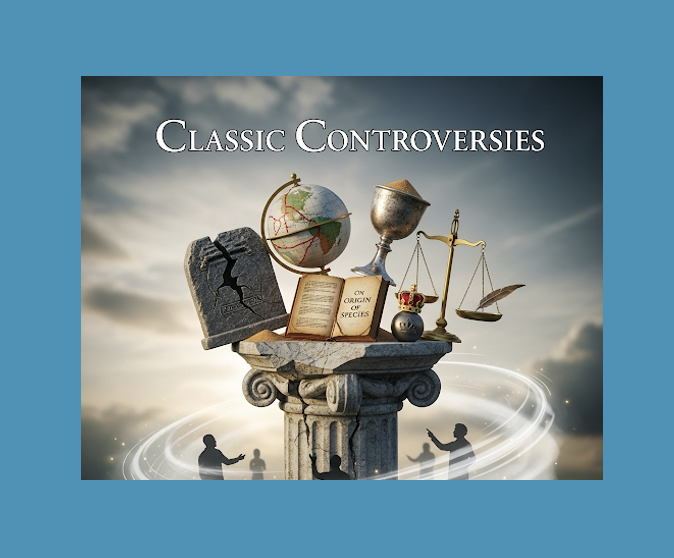 CLASSIC CONTROVERSIES
ON
ORIGIN
OF
SPECIES